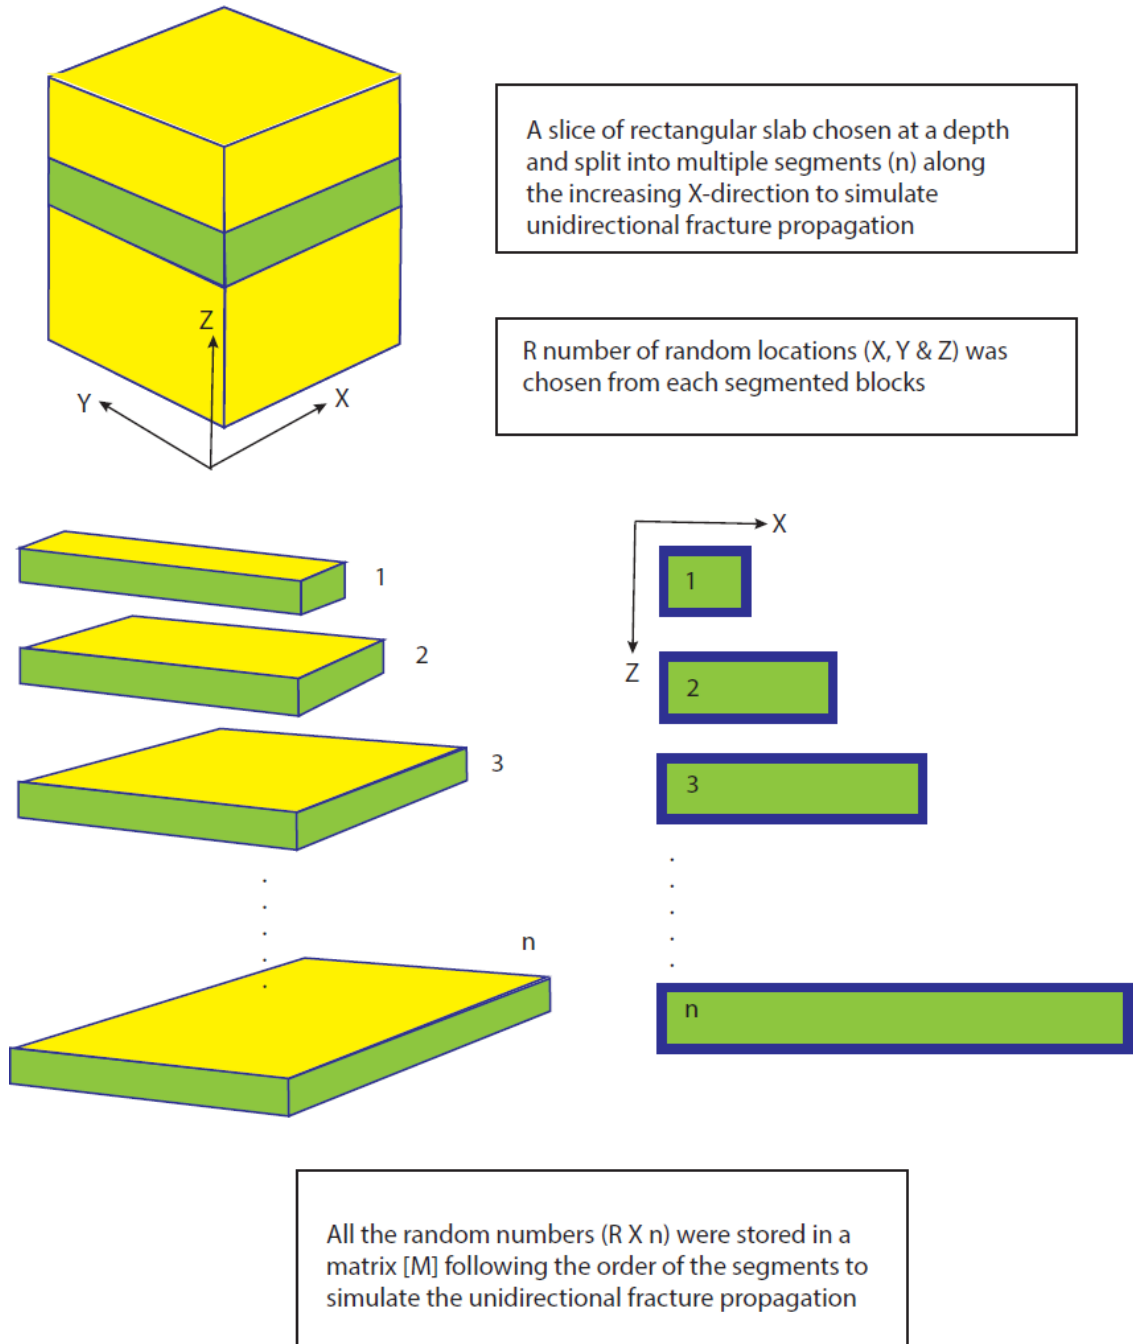 A slice of rectangular slab chosen at a depth
and split into multiple segments (n) along
the increasing X-direction to simulate
unidirectional fracture propagation
Z
Y
X
R number of random locations (X, Y & Z) was
chosen from each segmented blocks
X
Z
1
2
3
n
1
2
3
n
All the random numbers (R X n) were stored in a
matrix [M] following the order of the segments to
simulate the unidirectional fracture propagation